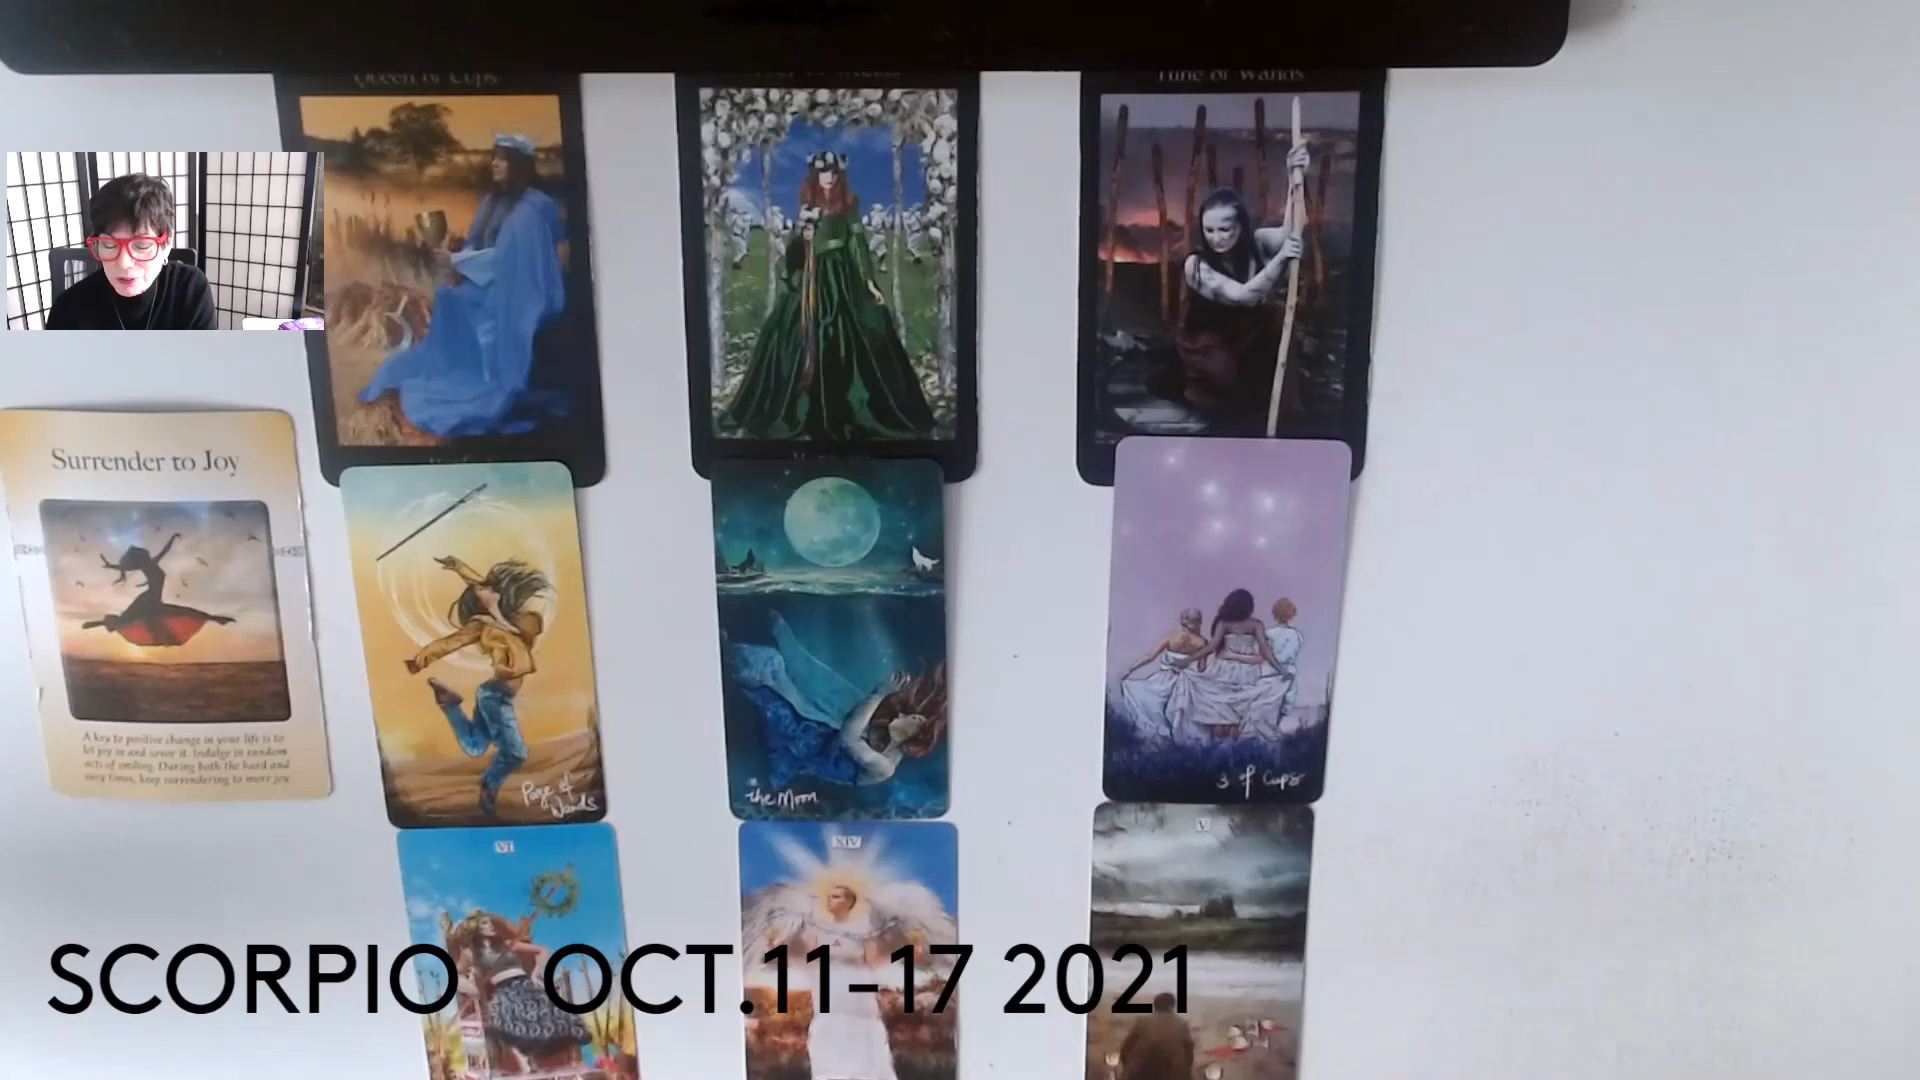 Queen of Cups
Nine of Wands
Surrender to Joy
A key to positive change in your life is to
let joy in and savor it. Indulge in random
acts of smiling. During both the hard and
easy times, keep surrendering to more joy.
Page of
Wands
the Moon
3 of Cups
VI
XIV
V
SCORPIO OCT.11-17 2021